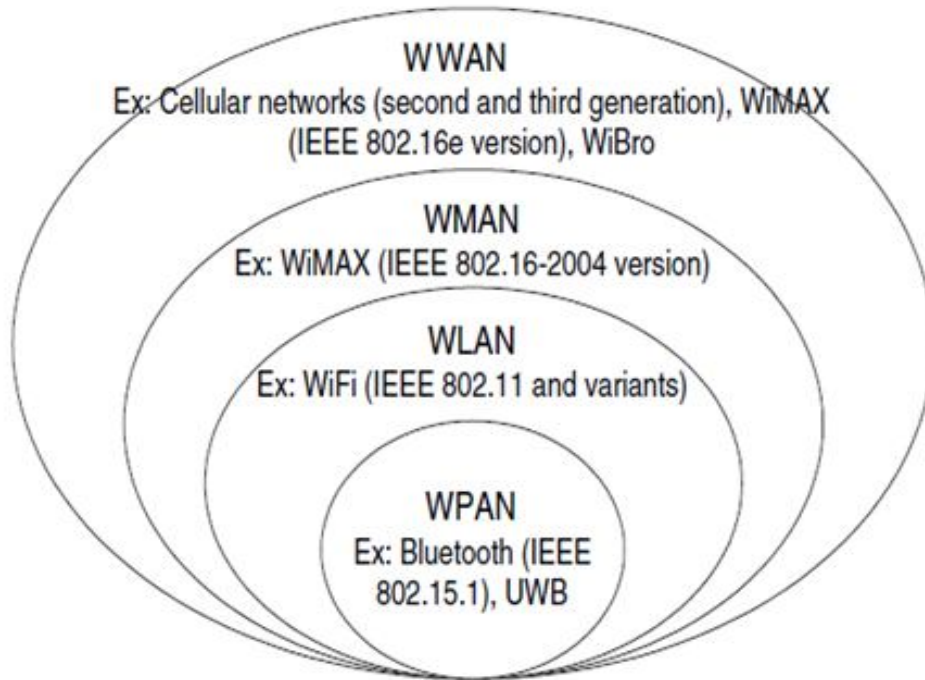 WWAN
Ex: Cellular networks (second and third generation), WiMAX
(IEEE 802.16e version), WiBro
WMAN
Ex: WiMAX (IEEE 802.16-2004 version)
WLAN
Ex: WiFi (IEEE 802.11 and variants)
WPAN
Ex: Bluetooth (IEEE
802.15.1), UWB